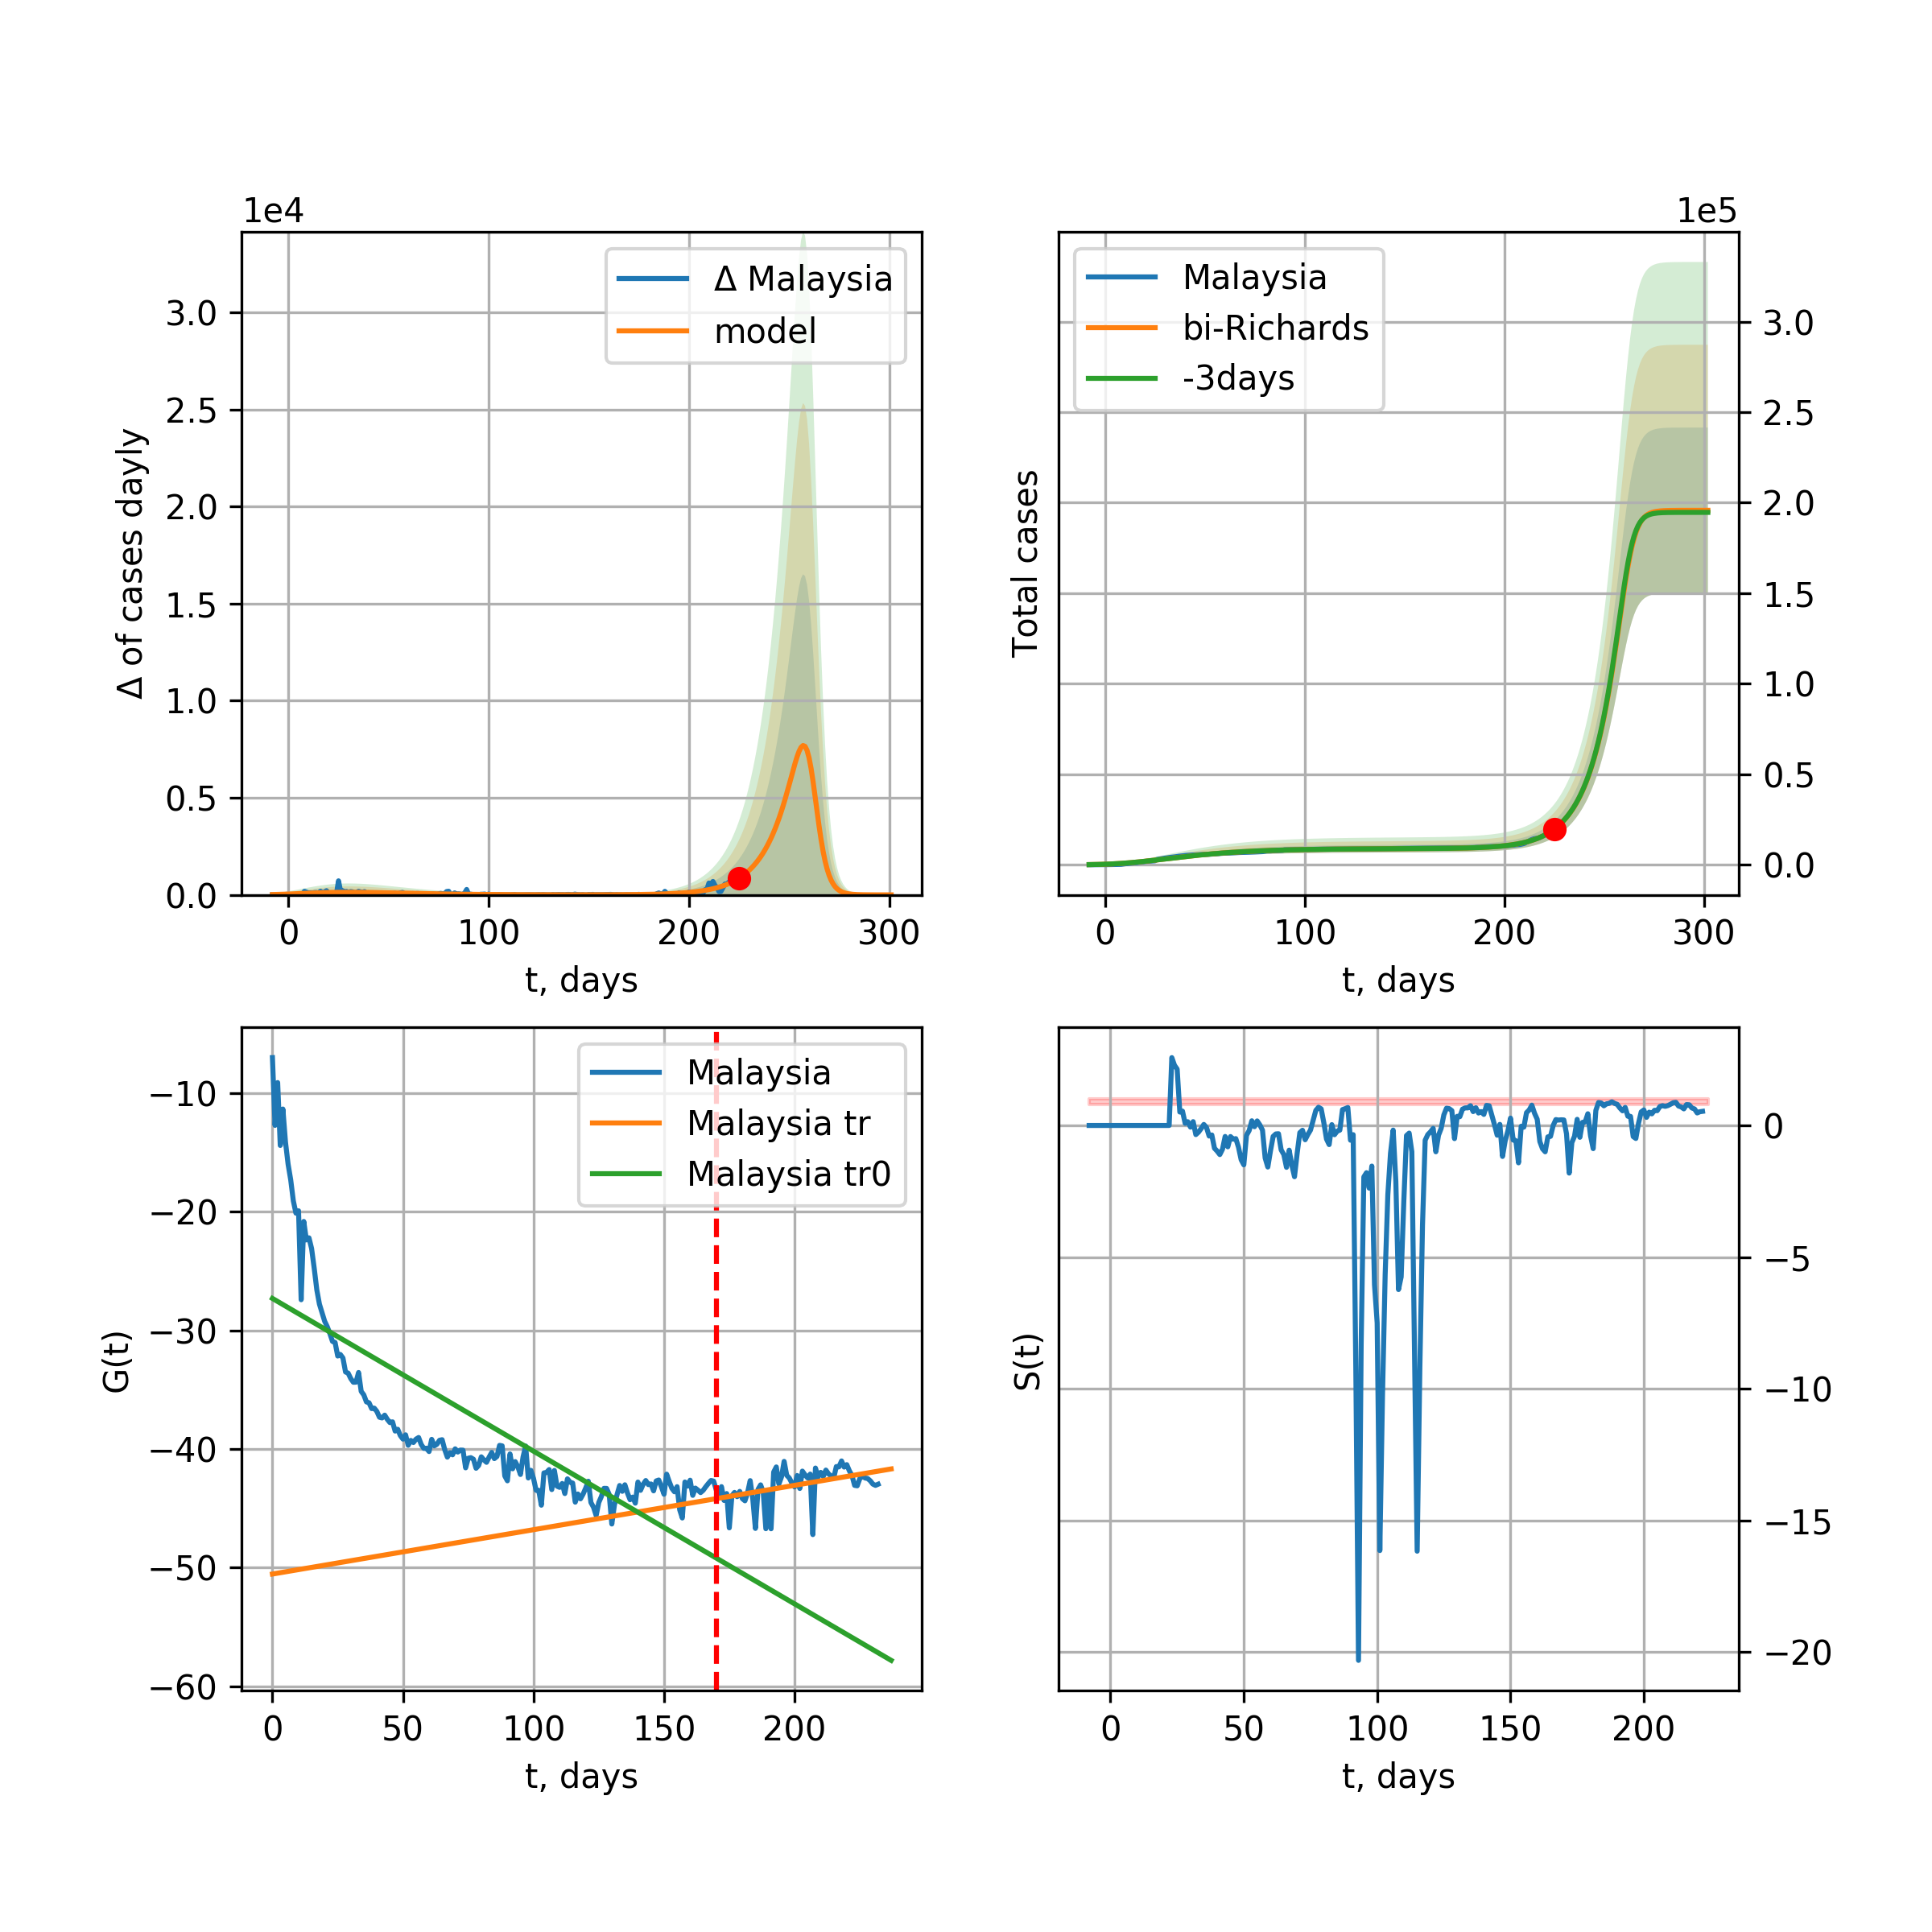 1e4
Δ of cases dayly
3.0
2.5
2.0
1.5
1.0
0.5
0.0
0 100 200 300
t, days
Δ Malaysia
model
1e5
Total cases
3.0
2.5
2.0
1.5
1.0
0.5
0.0
0 100 200 300
t, days
Malaysia
bi-Richards
-3days
G(t)
−10
−20
−30
−40
−50
−60
0 50 100 150 200
t, days
Malaysia
Malaysia tr
Malaysia tr0
S(t)
0
−5
−10
−15
−20
0 50 100 150 200
t, days